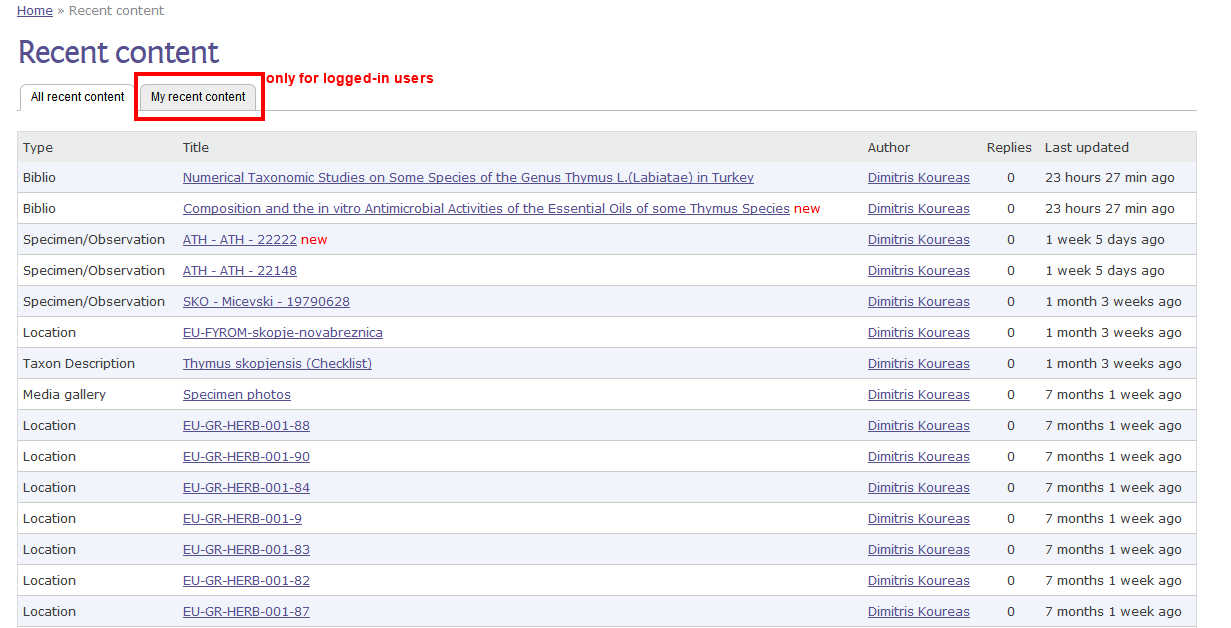 Home » Recent content
Recent content
only for logged-in users
All recent content My recent content
Type Title Author Replies Last updated
Biblio Numerical Taxonomic Studies on Some Species of the Genus Thymus L.(Labiatae) in Turkey Dimitris Koureas 0 23 hours 27 min ago
Biblio Composition and the in vitro Antimicrobial Activities of the Essential Oils of some Thymus Species new Dimitris Koureas 0 23 hours 27 min ago
Specimen/Observation ATH - ATH - 22222 new Dimitris Koureas 0 1 week 5 days ago
Specimen/Observation ATH - ATH - 22148 Dimitris Koureas 0 1 week 5 days ago
Specimen/Observation SKO - Micevski - 19790628 Dimitris Koureas 0 1 month 3 weeks ago
Location EU-FYROM-skopje-novabreznica Dimitris Koureas 0 1 month 3 weeks ago
Taxon Description Thymus skopjensis (Checklist) Dimitris Koureas 0 1 month 3 weeks ago
Media gallery Specimen photos Dimitris Koureas 0 7 months 1 week ago
Location EU-GR-HERB-001-88 Dimitris Koureas 0 7 months 1 week ago
Location EU-GR-HERB-001-90 Dimitris Koureas 0 7 months 1 week ago
Location EU-GR-HERB-001-84 Dimitris Koureas 0 7 months 1 week ago
Location EU-GR-HERB-001-9 Dimitris Koureas 0 7 months 1 week ago
Location EU-GR-HERB-001-83 Dimitris Koureas 0 7 months 1 week ago
Location EU-GR-HERB-001-82 Dimitris Koureas 0 7 months 1 week ago
Location EU-GR-HERB-001-87 Dimitris Koureas 0 7 months 1 week ago